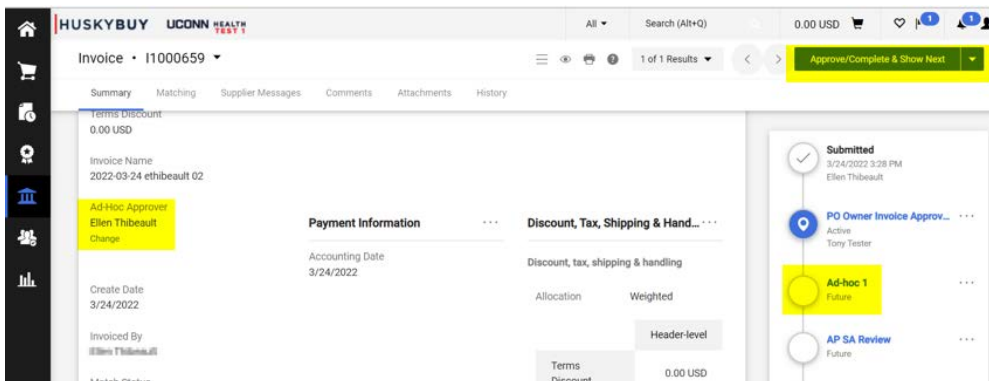 HUSKYBUY UCONN HEALTH TEST 1
All Search (Alt+Q) 0.00 USD 1 1
Invoice • I1000659
1 of 1 Results
Approve/Complete & Show Next
Summary Matching Supplier Messages Comments Attachments History
Terms Discount
0.00 USD
Invoice Name
2022-03-24 ethibeault 02
Ad-Hoc Approver
Ellen Thibeault
Change
Create Date
3/24/2022
Invoiced By
Payment Information ...
Accounting Date
3/24/2022
Discount, Tax, Shipping & Hand... ...
Discount, tax, shipping & handling
Allocation Weighted
Header-level
Terms 0.00 USD
Submitted
3/24/2022 3:28 PM
Ellen Thibeault
PO Owner Invoice Approv... ...
Active
Tony Tester
Ad-hoc 1 ...
Future
AP SA Review ...
Future